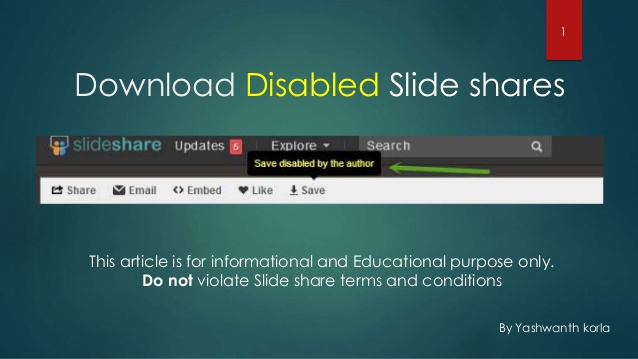 1
Download Disabled Slide shares
slideshare Updates 6 Explore Search
Save disabled by the author
Share Email Embed Like Save
This article is for informational and Educational purpose only.
Do not violate Slide share terms and conditions
By Yashwanth korla